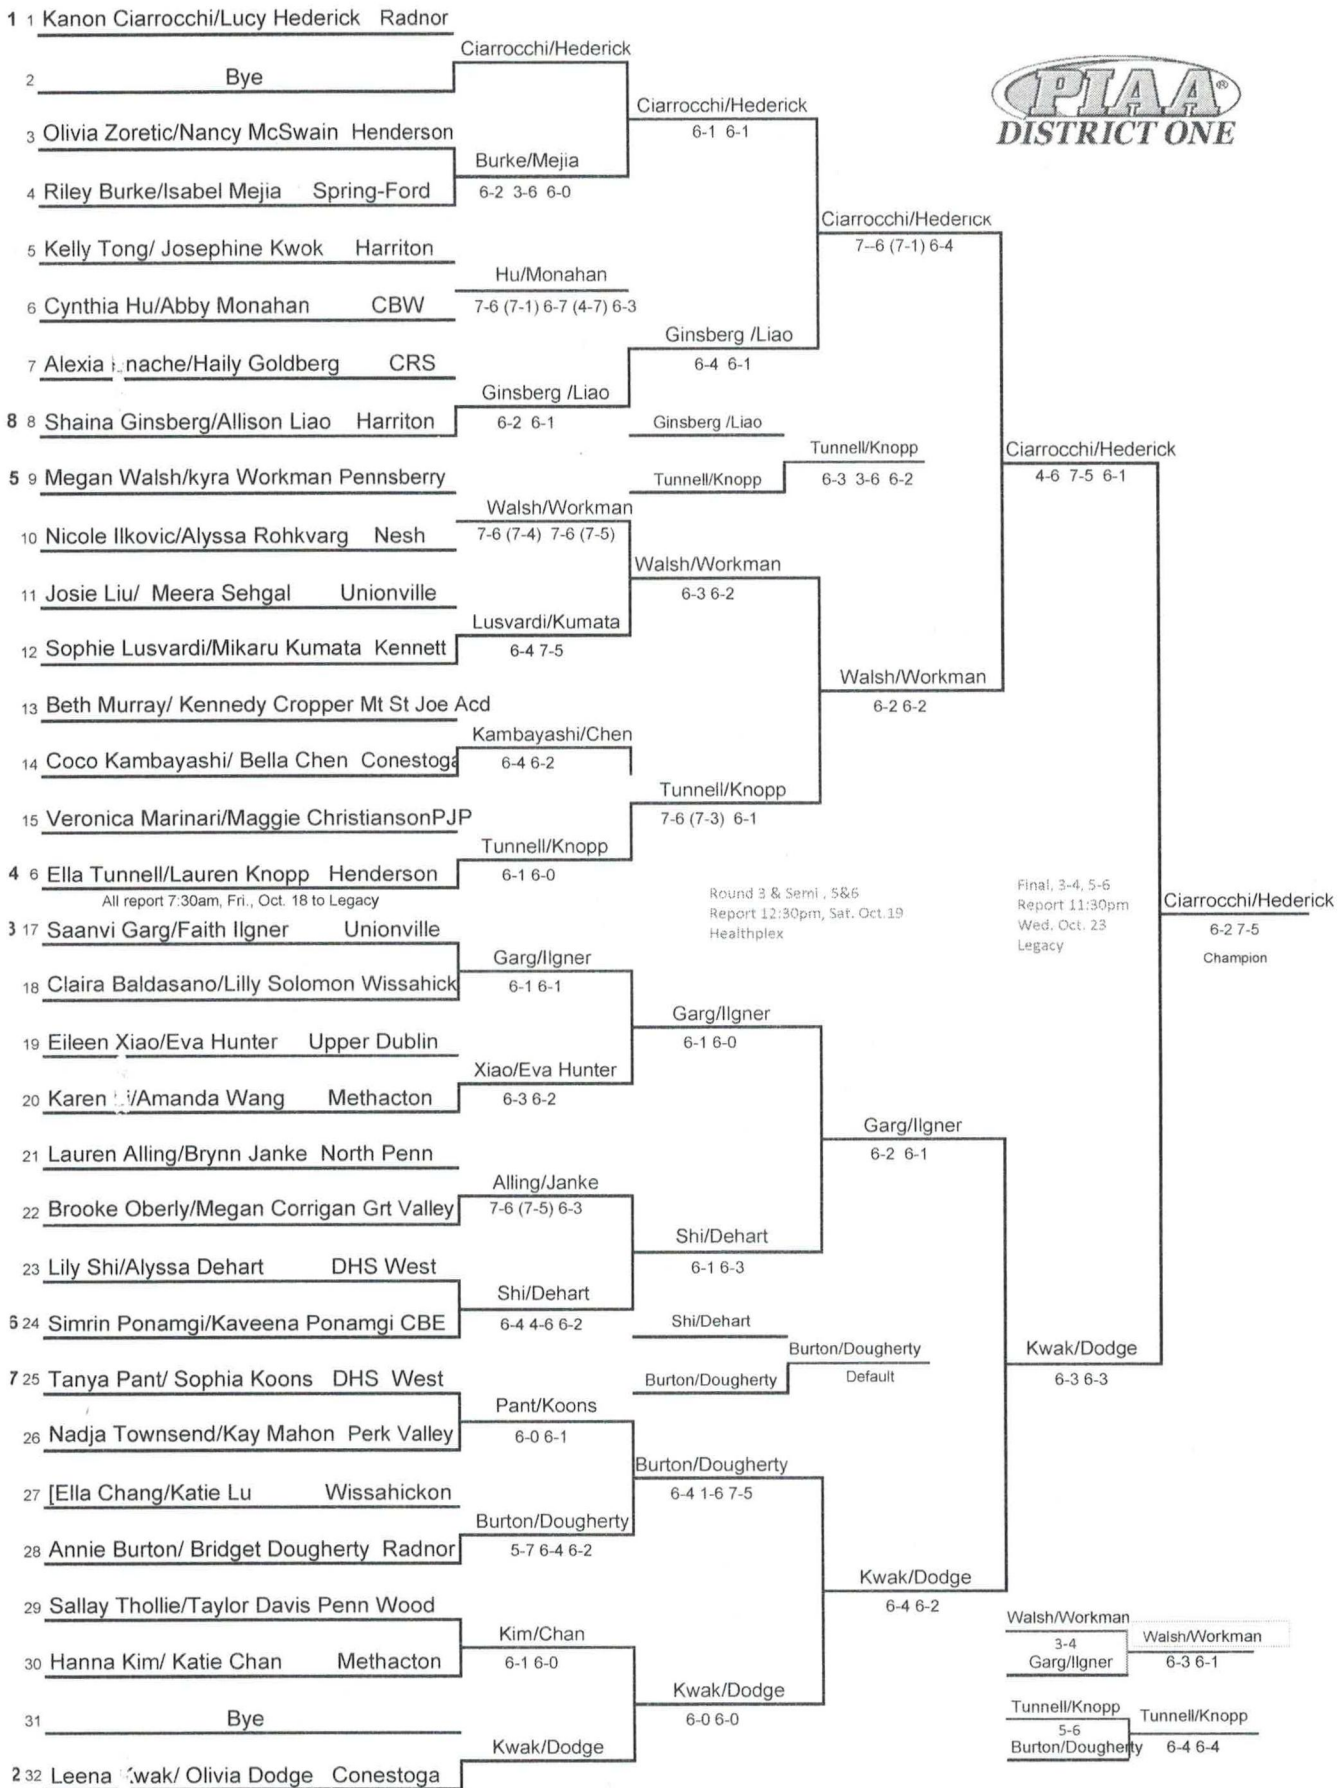 1 1 Kanon Ciarrocchi/Lucy Hederick Radnor
Ciarrocchi/Hederick
2 Bye
PIAA®
DISTRICT ONE
Ciarrocchi/Hederick
6-1 6-1
3 Olivia Zoretic/Nancy McSwain Henderson
Burke/Mejia
6-2 3-6 6-0
4 Riley Burke/Isabel Mejia Spring-Ford
Ciarrocchi/Hederick
7--6 (7-1) 6-4
5 Kelly Tong/ Josephine Kwok Harriton
Hu/Monahan
7-6 (7-1) 6-7 (4-7) 6-3
6 Cynthia Hu/Abby Monahan CBW
Ginsberg /Liao
6-4 6-1
7 Alexia /Haily Goldberg CRS
Ginsberg /Liao
6-2 6-1
8 8 Shaina Ginsberg/Allison Liao Harriton
Ginsberg /Liao
Tunnell/Knopp
6-3 3-6 6-2
Tunnell/Knopp
Ciarrocchi/Hederick
4-6 7-5 6-1
5 9 Megan Walsh/kyra Workman Pennsberry
Walsh/Workman
7-6 (7-4) 7-6 (7-5)
10 Nicole Ilkovic/Alyssa Rohkvarg Nesh
Walsh/Workman
6-3 6-2
11 Josie Liu/ Meera Sehgal Unionville
Lusvardi/Kumata
6-4 7-5
12 Sophie Lusvardi/Mikaru Kumata Kennett
Walsh/Workman
6-2 6-2
13 Beth Murray/ Kennedy Cropper Mt St Joe Acd
Kambayashi/Chen
6-4 6-2
14 Coco Kambayashi/ Bella Chen Conestoga
Tunnell/Knopp
7-6 (7-3) 6-1
15 Veronica Marinari/Maggie ChristiansonPJP
Tunnell/Knopp
6-1 6-0
4 6 Ella Tunnell/Lauren Knopp Henderson
All report 7:30am, Fri., Oct. 18 to Legacy
Round 3 & Semi , 5&6
Report 12:30pm, Sat. Oct.19
Healthplex
Final, 3-4, 5-6
Report 11:30pm
Wed. Oct. 23
Legacy
Ciarrocchi/Hederick
6-2 7-5
Champion
3 17 Saanvi Garg/Faith Ilgner Unionville
Garg/Ilgner
6-1 6-1
18 Claira Baldasano/Lilly Solomon Wissahick
Garg/Ilgner
6-1 6-0
19 Eileen Xiao/Eva Hunter Upper Dublin
Xiao/Eva Hunter
6-3 6-2
20 Karen /Amanda Wang Methacton
Garg/Ilgner
6-2 6-1
21 Lauren Alling/Brynn Janke North Penn
Alling/Janke
7-6 (7-5) 6-3
22 Brooke Oberly/Megan Corrigan Grt Valley
Shi/Dehart
6-1 6-3
23 Lily Shi/Alyssa Dehart DHS West
Shi/Dehart
6-4 4-6 6-2
6 24 Simrin Ponamgi/Kaveena Ponamgi CBE
Shi/Dehart
Burton/Dougherty
Default
Burton/Dougherty
Kwak/Dodge
6-3 6-3
7 25 Tanya Pant/ Sophia Koons DHS West
Pant/Koons
6-0 6-1
26 Nadja Townsend/Kay Mahon Perk Valley
Burton/Dougherty
6-4 1-6 7-5
27 [Ella Chang/Katie Lu Wissahickon
Burton/Dougherty
5-7 6-4 6-2
28 Annie Burton/ Bridget Dougherty Radnor
Kwak/Dodge
6-4 6-2
29 Sallay Thollie/Taylor Davis Penn Wood
Kim/Chan
6-1 6-0
30 Hanna Kim/ Katie Chan Methacton
Kwak/Dodge
6-0 6-0
31 Bye
Kwak/Dodge
2 32 Leena Kwak/ Olivia Dodge Conestoga
Walsh/Workman
3-4
Garg/Ilgner
Walsh/Workman
6-3 6-1
Tunnell/Knopp
5-6
Burton/Dougherty
Tunnell/Knopp
6-4 6-4